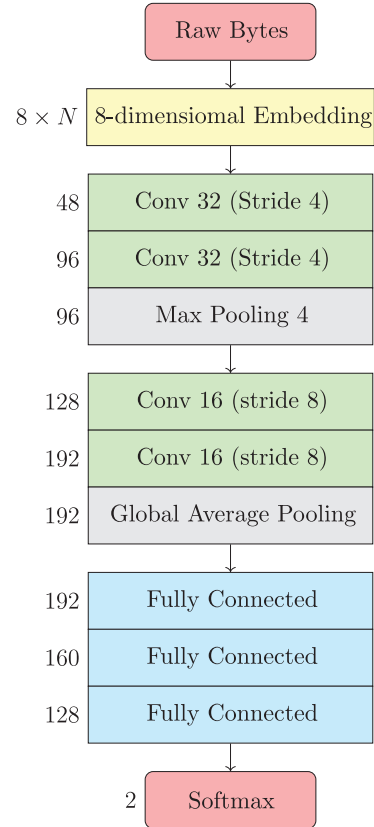 Raw Bytes
8 × N 8-dimensiomal Embedding
48 Conv 32 (Stride 4)
96 Conv 32 (Stride 4)
96 Max Pooling 4
128 Conv 16 (stride 8)
192 Conv 16 (stride 8)
192 Global Average Pooling
192 Fully Connected
160 Fully Connected
128 Fully Connected
2 Softmax